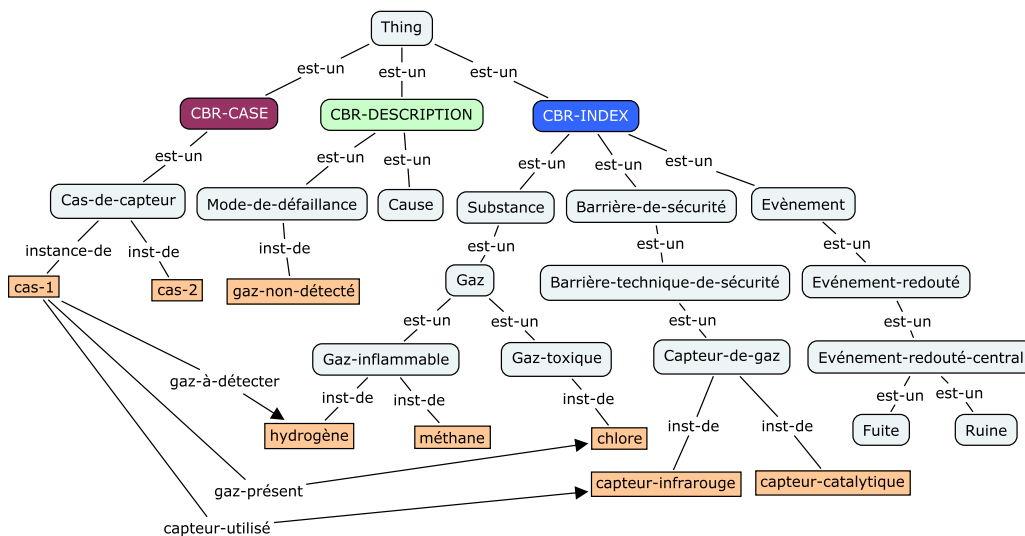 Thing
est-un
est-un
est-un
CBR-CASE
CBR-DESCRIPTION
CBR-INDEX
est-un
est-un
est-un
est-un
est-un
est-un
Cas-de-capteur
Mode-de-défaillance
Cause
Substance
Barrière-de-sécurité
Evènement
instance-de
inst-de
inst-de
est-un
est-un
est-un
cas-1
cas-2
gaz-non-détecté
Gaz
Barrière-technique-de-sécurité
Evénement-redouté
est-un
est-un
est-un
est-un
Gaz-inflammable
Gaz-toxique
Capteur-de-gaz
Evénement-redouté-central
gaz-à-détecter
inst-de
inst-de
inst-de
est-un
est-un
hydrogène
méthane
chlore
inst-de
inst-de
Fuite
Ruine
gaz-présent
capteur-infrarouge
capteur-catalytique
capteur-utilisé